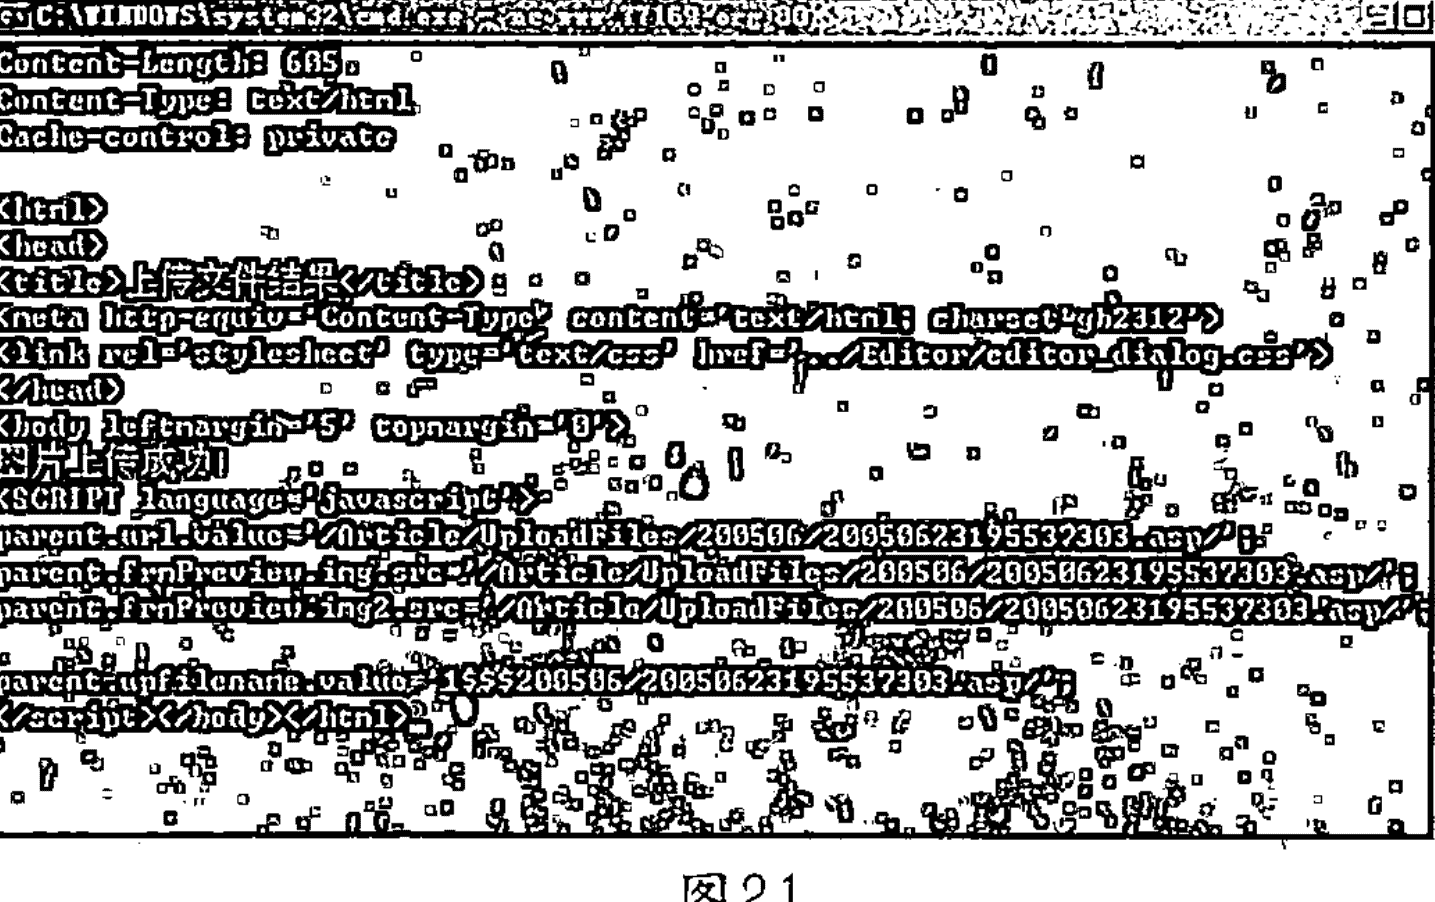 C:\WINDOWS\system32\cmd.exe
Content-Length: 685
Content-Type: text/html
Cache-control: private
<html>
<head>
<title>上传文件结果</title>
<meta http-equiv='Content-Type' content='text/html; charset=gb2312'>
<link rel='stylesheet' type='text/css' href='../Editor/editor_dialog.css'>
</head>
<body leftmargin='5' topmargin='0'>
图片上传成功!
<SCRIPT language='javascript'>
parent.url.value='/Article/UploadFiles/200506/20050623195537303.asp/';
parent.frmPreview.img.src='/Article/UploadFiles/200506/20050623195537303.asp/';
parent.frmPreview.img2.src='/Article/UploadFiles/200506/20050623195537303.asp/';
parent.upfilename.value='1$$$200506/20050623195537303.asp/';
</script></body></html>
图21